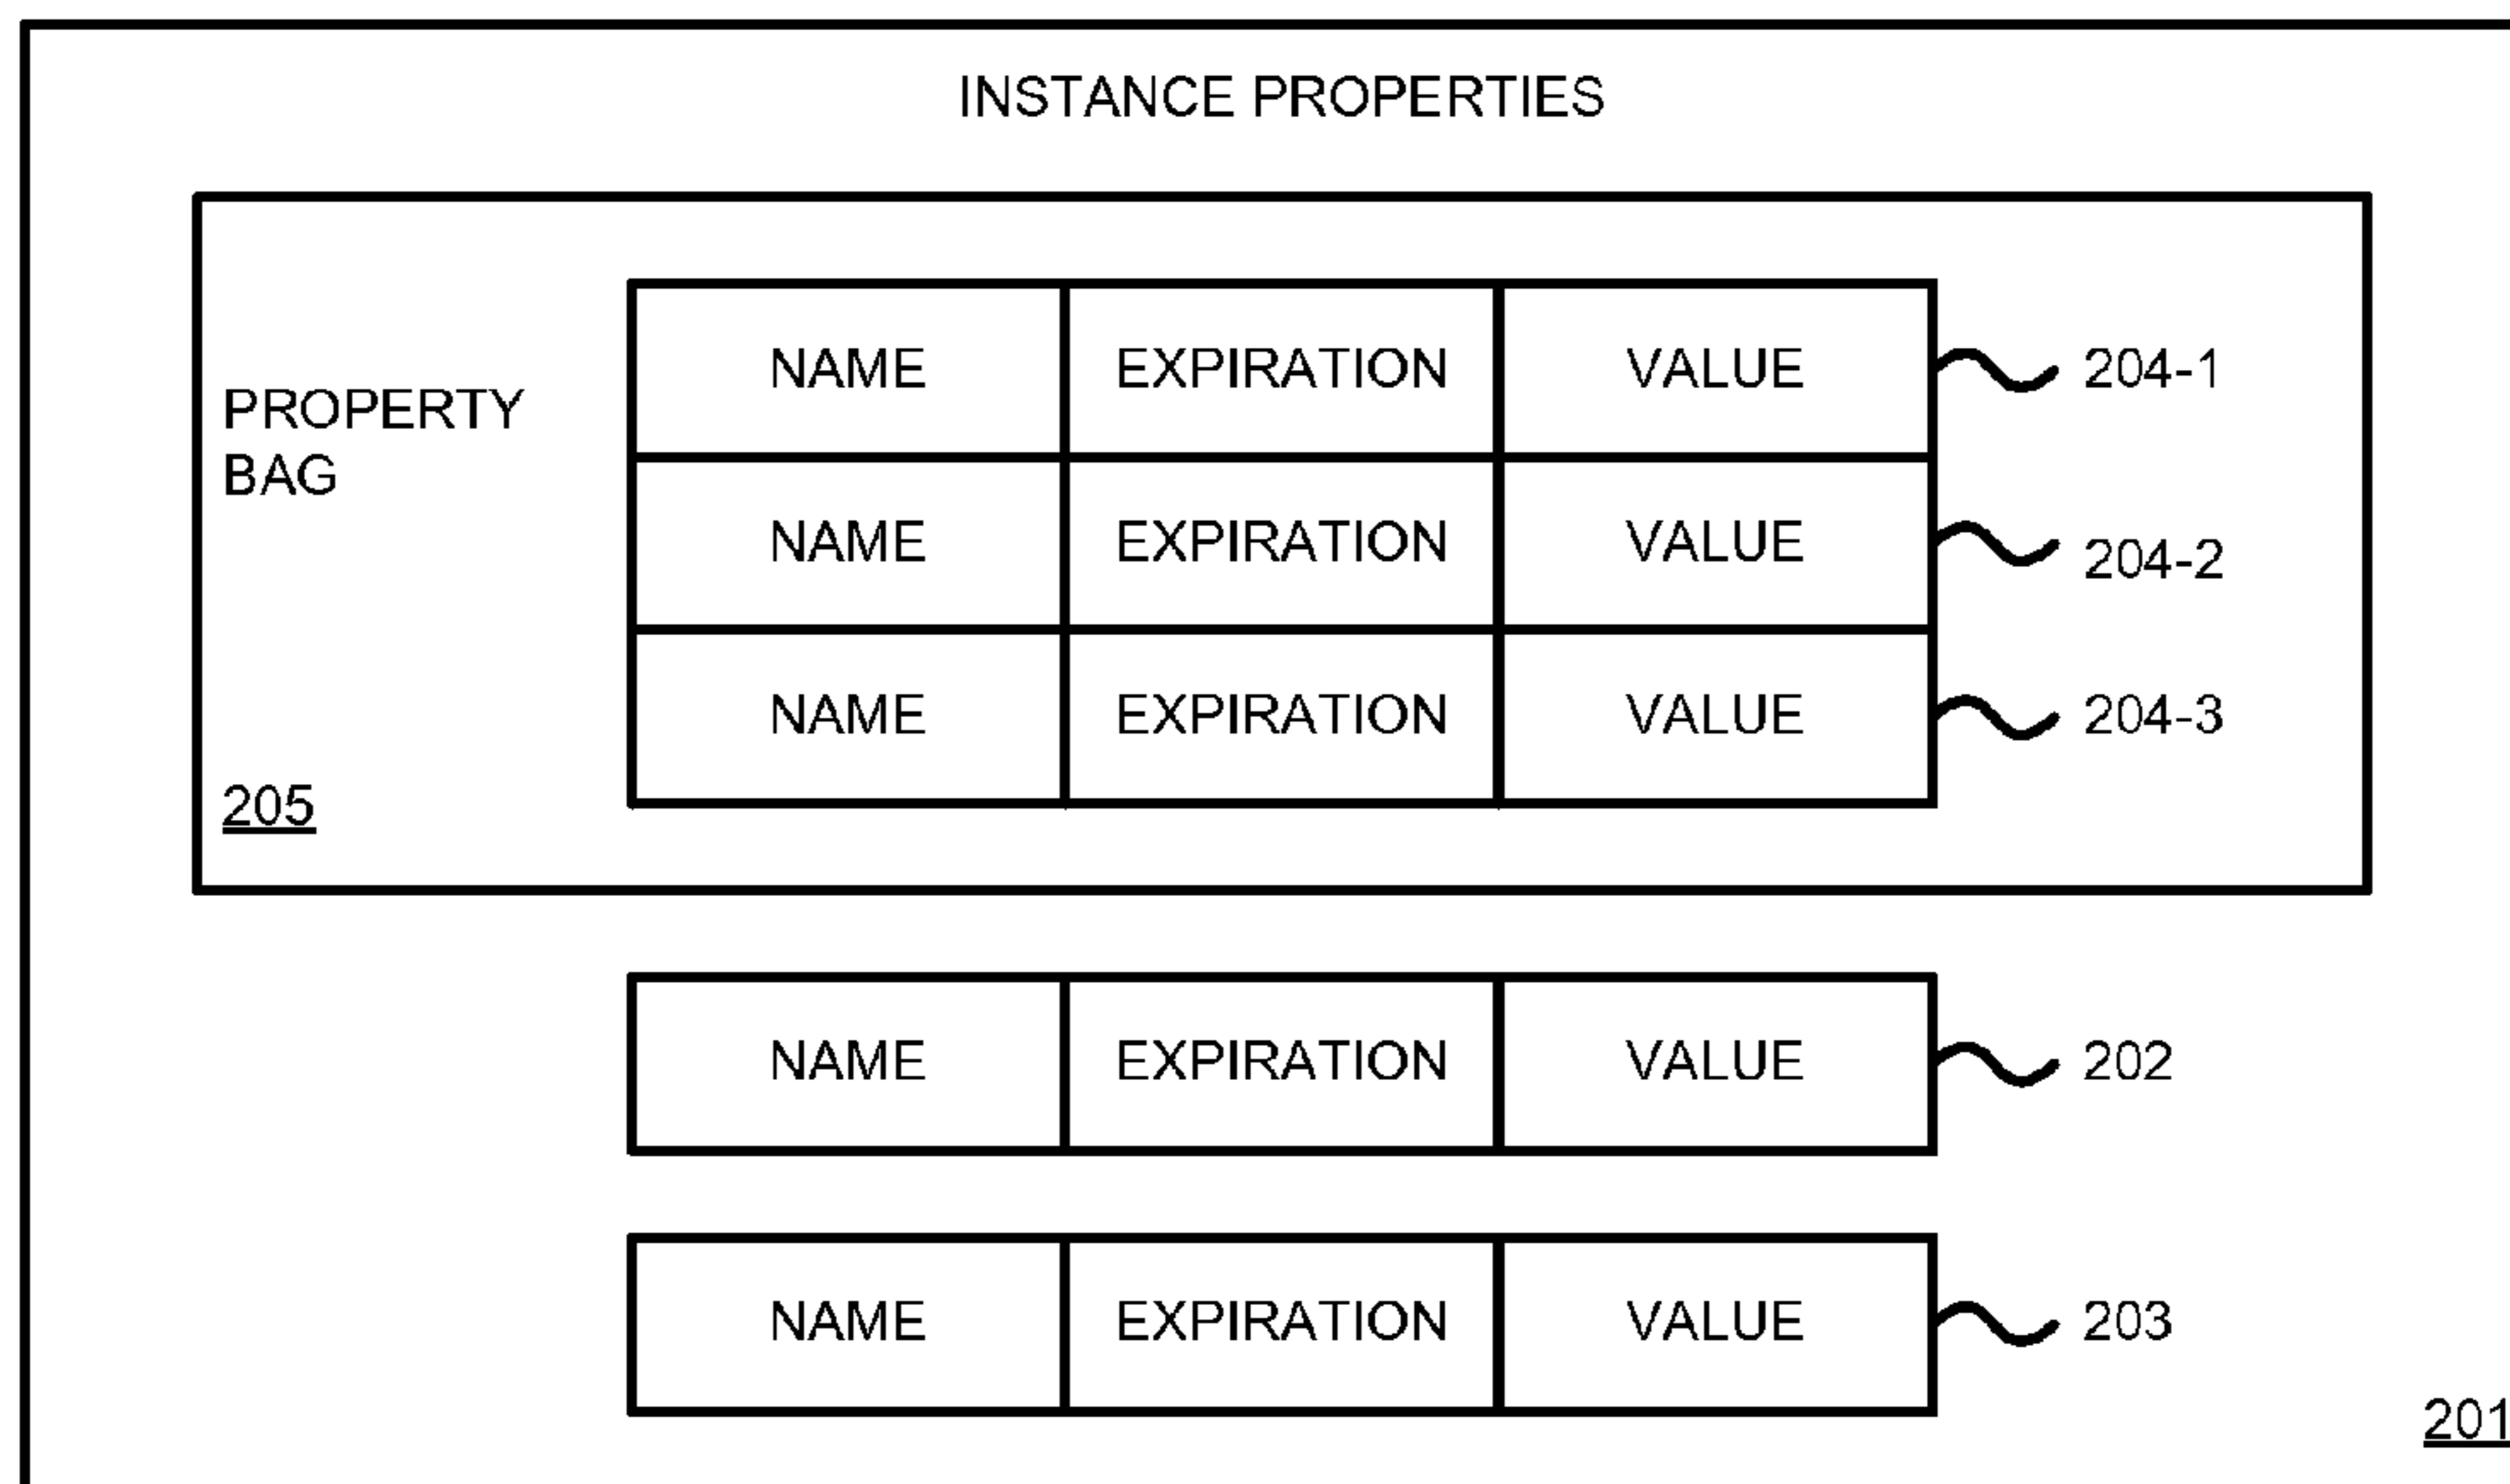 INSTANCE PROPERTIES
NAME EXPIRATION VALUE 204-1
PROPERTY
BAG
NAME EXPIRATION VALUE 204-2
NAME EXPIRATION VALUE 204-3
205
NAME EXPIRATION VALUE 202
NAME EXPIRATION VALUE 203
201